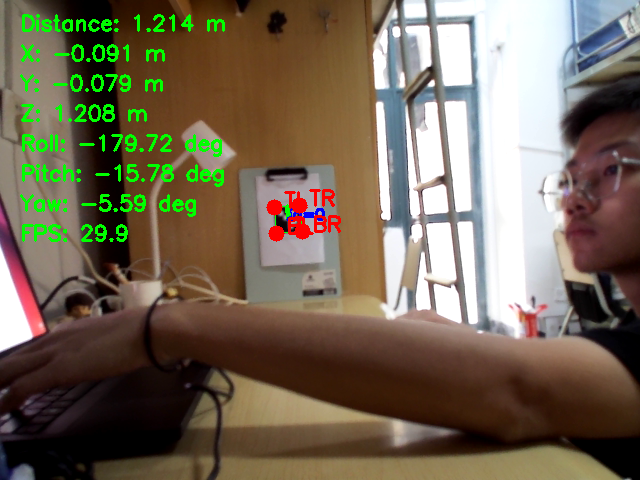 Distance: 1.214 m
X: -0.091 m
Y: -0.079 m
Z: 1.208 m
Roll: -179.72 deg
Pitch: -15.78 deg
Yaw: -5.59 deg
FPS: 29.9
TL TR
BL BR